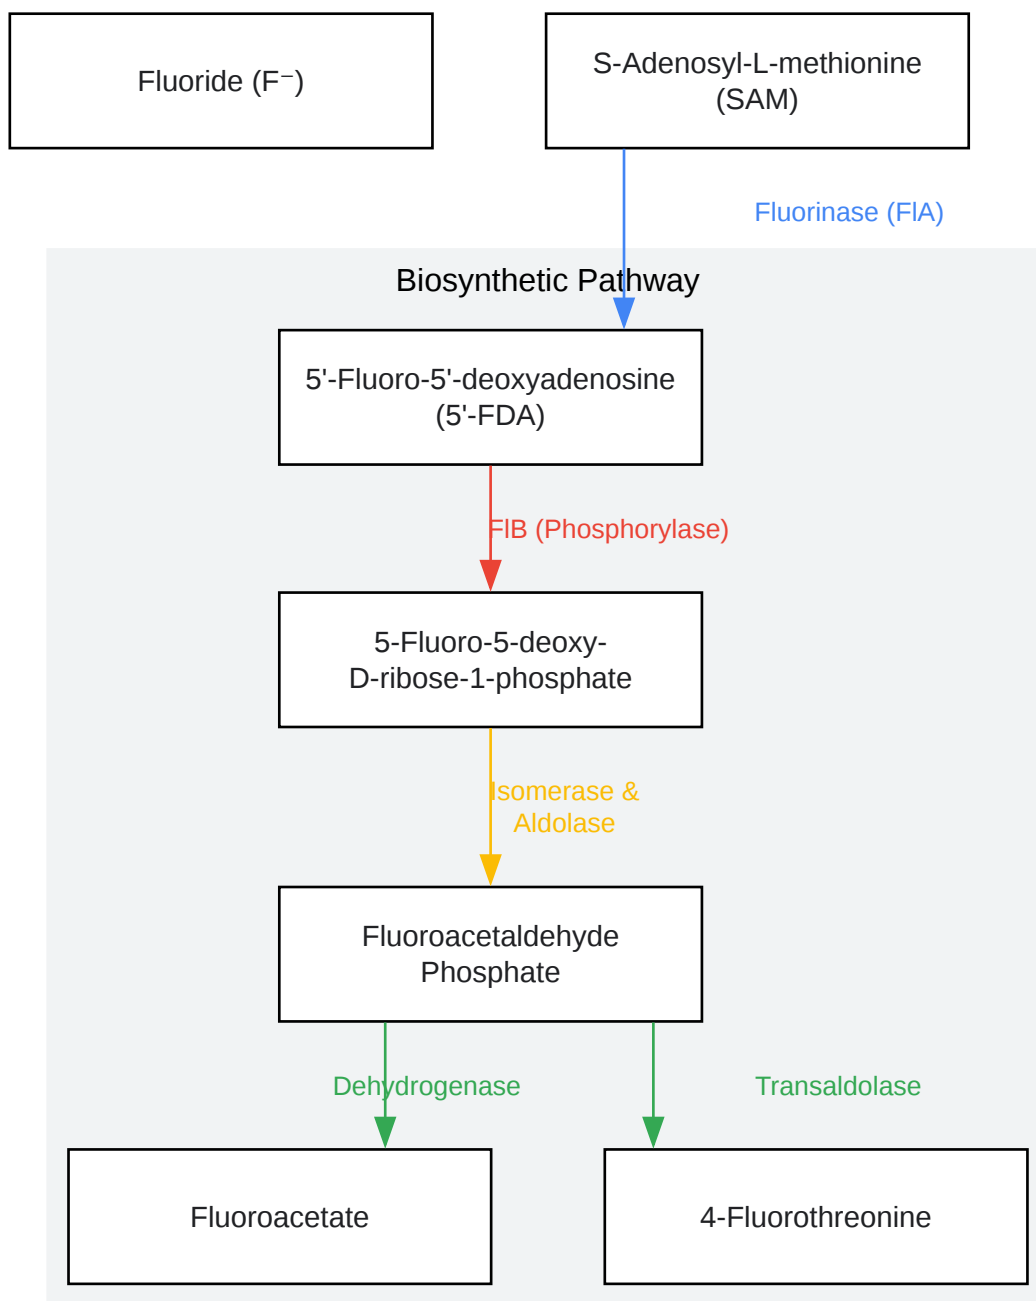 Fluoride (F⁻)
S-Adenosyl-L-methionine
(SAM)
Fluorinase (FlA)
Biosynthetic Pathway
5'-Fluoro-5'-deoxyadenosine
(5'-FDA)
FlB (Phosphorylase)
5-Fluoro-5-deoxy-
D-ribose-1-phosphate
Isomerase &
Aldolase
Fluoroacetaldehyde
Phosphate
Dehydrogenase
Transaldolase
Fluoroacetate
4-Fluorothreonine